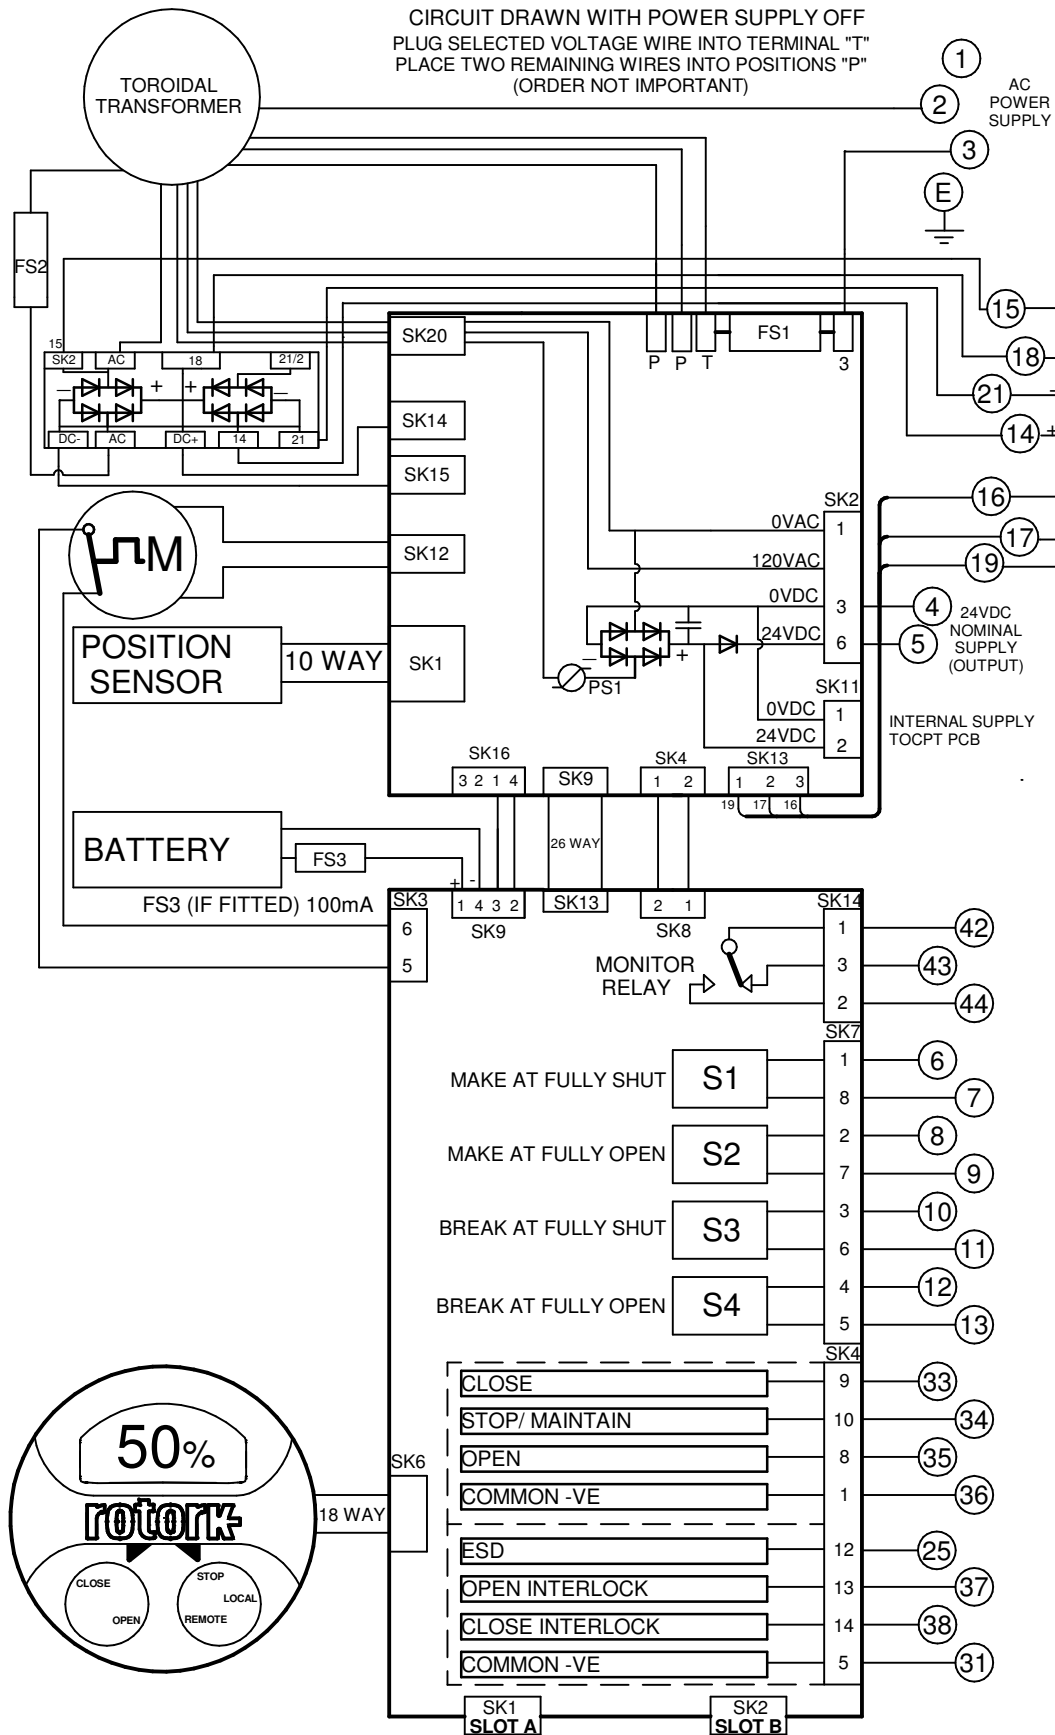 CIRCUIT DRAWN WITH POWER SUPPLY OFF
PLUG SELECTED VOLTAGE WIRE INTO TERMINAL "T"
PLACE TWO REMAINING WIRES INTO POSITIONS "P"
(ORDER NOT IMPORTANT)
TOROIDAL
TRANSFORMER
1
2
AC
POWER
SUPPLY
3
E
FS2
15
18
21 -
14 +
15
SK2 AC 18 21/2
- + + -
DC- AC DC+ 14 21
SK20
P P T FS1 3
SK14
SK15
M
SK12
SK2
0VAC 1
120VAC
0VDC 3
24VDC 6
16
17
19
4
5
24VDC
NOMINAL
SUPPLY
(OUTPUT)
POSITION
SENSOR
10 WAY
SK1
- +
PS1
SK11
0VDC 1
24VDC 2
INTERNAL SUPPLY
TOCPT PCB
SK16
3 2 1 4
SK9
SK4
1 2
SK13
1 2 3
19 17 16
BATTERY
FS3
26 WAY
FS3 (IF FITTED) 100mA
+ -
SK3
6
5
1 4 3 2
SK9
SK13
2 1
SK8
SK14
MONITOR
RELAY
1 42
3 43
2 44
SK7
MAKE AT FULLY SHUT S1
1 6
8 7
MAKE AT FULLY OPEN S2
2 8
7 9
BREAK AT FULLY SHUT S3
3 10
6 11
BREAK AT FULLY OPEN S4
4 12
5 13
SK4
CLOSE 9 33
STOP/ MAINTAIN 10 34
OPEN 8 35
COMMON -VE 1 36
ESD 12 25
OPEN INTERLOCK 13 37
CLOSE INTERLOCK 14 38
COMMON -VE 5 31
50%
rotork
SK6
18 WAY
CLOSE
OPEN
STOP
LOCAL
REMOTE
SK1
SLOT A
SK2
SLOT B